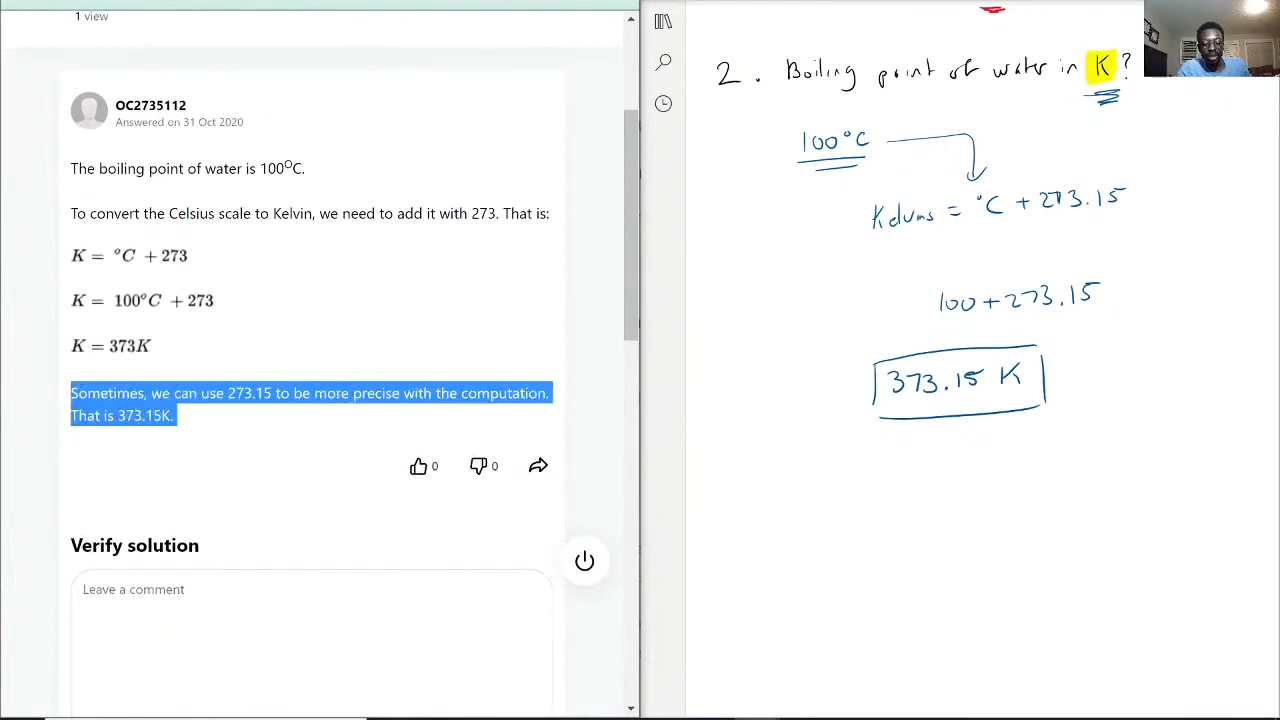 1 view
OC2735112
Answered on 31 Oct 2020
The boiling point of water is 100°C.
To convert the Celsius scale to Kelvin, we need to add it with 273. That is:
K = °C + 273
K = 100°C + 273
K = 373K
Sometimes, we can use 273.15 to be more precise with the computation.
That is 373.15K.
0 0
Verify solution
Leave a comment
2. Boiling point of water in K?
100°C
Kelvins = °C + 273.15
100 + 273.15
373.15 K